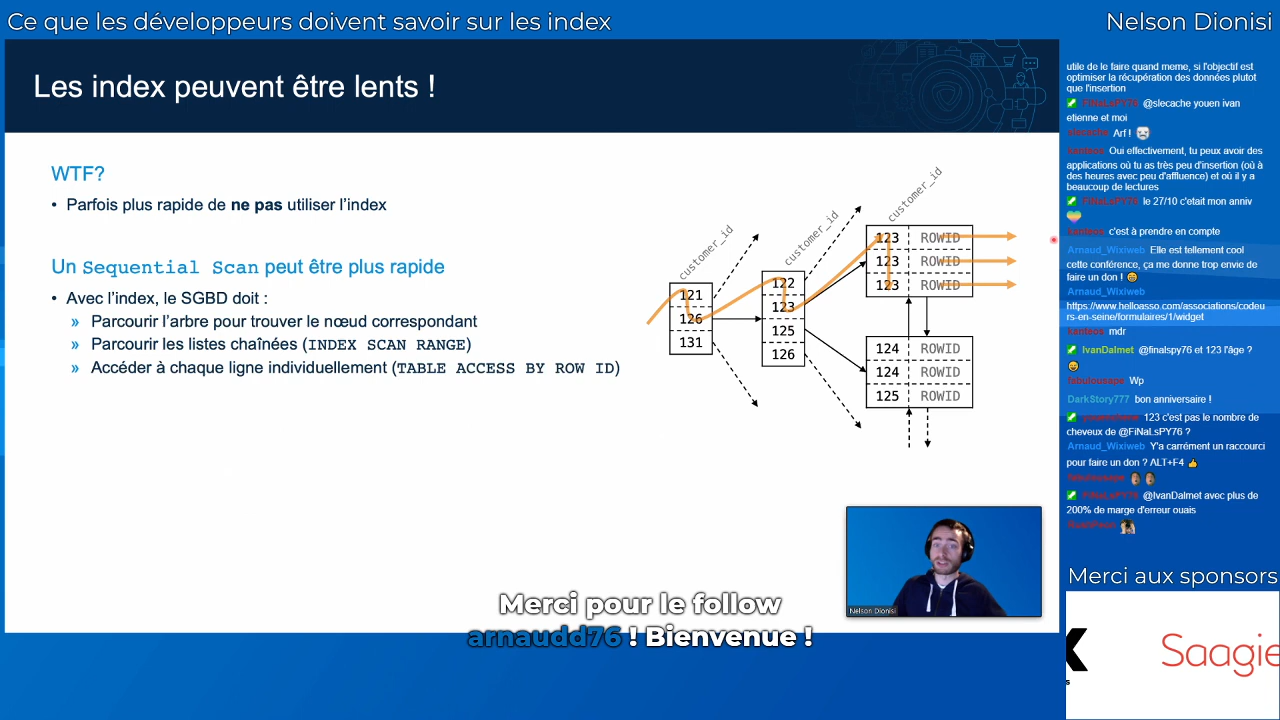 Ce que les développeurs doivent savoir sur les index
Nelson Dionisi
Les index peuvent être lents !
WTF?
• Parfois plus rapide de ne pas utiliser l'index
Un Sequential Scan peut être plus rapide
• Avec l'index, le SGBD doit :
» Parcourir l'arbre pour trouver le nœud correspondant
» Parcourir les listes chaînées (INDEX SCAN RANGE)
» Accéder à chaque ligne individuellement (TABLE ACCESS BY ROW ID)
customer_id
121
126
131
customer_id
122
123
125
126
customer_id
123 ROWID
123 ROWID
123 ROWID
124 ROWID
124 ROWID
125 ROWID
Nelson Dionisi
Merci pour le follow
arnaudd76 ! Bienvenue !
utile de le faire quand meme, si l'objectif est
optimiser la récupération des données plutot
que l'insertion
FiNaLsPY76 @slecache youen ivan
etienne et moi
Arf !
kanteos Oui effectivement, tu peux avoir des
applications où tu as très peu d'insertion (où à
des heures avec peu d'affluence) et où il y a
beaucoup de lectures
FiNaLsPY76 le 27/10 c'etait mon anniv
kanteos c'est à prendre en compte
Arnaud_Wixiweb Elle est tellement cool
cette conférence, ça me donne trop envie de
faire un don !
Arnaud_Wixiweb
https://www.helloasso.com/associations/codeu
rs-en-seine/formulaires/1/widget
kanteos mdr
IvanDalmet @finalspy76 et 123 l'âge ?
Wp
DarkStory777 bon anniversaire !
123 c'est pas le nombre de
cheveux de @FiNaLsPY76 ?
Arnaud_Wixiweb Y'a carrément un raccourci
pour faire un don ? ALT+F4
FiNaLsPY76 @IvanDalmet avec plus de
200% de marge d'erreur ouais
Merci aux sponsors
Saagie